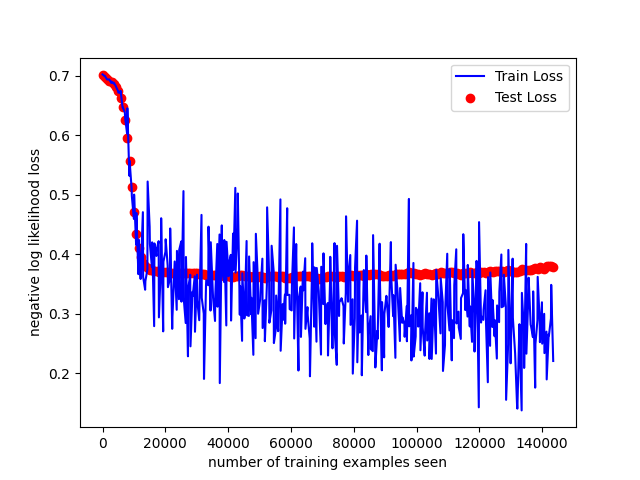 Train Loss
Test Loss
0.7
0.6
0.5
0.4
0.3
0.2
negative log likelihood loss
0 20000 40000 60000 80000 100000 120000 140000
number of training examples seen